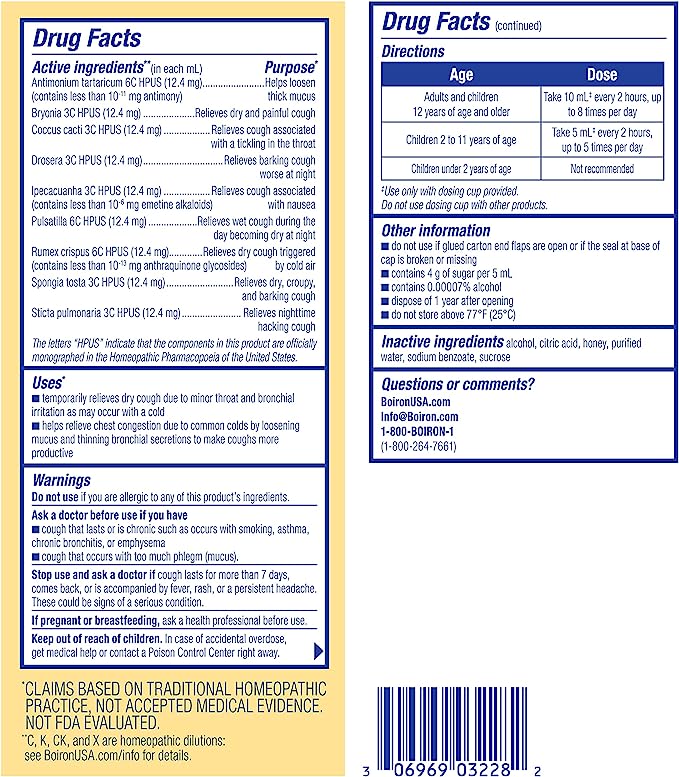 Drug Facts
Active ingredients** (in each mL) Purpose*
Antimonium tartaricum 6C HPUS (12.4 mg)........................Helps loosen
(contains less than 10⁻¹¹ mg antimony) thick mucus
Bryonia 3C HPUS (12.4 mg) ....................Relieves dry and painful cough
Coccus cacti 3C HPUS (12.4 mg) .................. Relieves cough associated
with a tickling in the throat
Drosera 3C HPUS (12.4 mg)............................... Relieves barking cough
worse at night
Ipecacuanha 3C HPUS (12.4 mg) .................. Relieves cough associated
(contains less than 10⁻⁶ mg emetine alkaloids) with nausea
Pulsatilla 6C HPUS (12.4 mg) ...................Relieves wet cough during the
day becoming dry at night
Rumex crispus 6C HPUS (12.4 mg)............. Relieves dry cough triggered
(contains less than 10⁻¹³ mg anthraquinone glycosides) by cold air
Spongia tosta 3C HPUS (12.4 mg)..........................Relieves dry, croupy,
and barking cough
Sticta pulmonaria 3C HPUS (12.4 mg)....................... Relieves nighttime
hacking cough
The letters "HPUS" indicate that the components in this product are officially
monographed in the Homeopathic Pharmacopoeia of the United States.
Uses*
■ temporarily relieves dry cough due to minor throat and bronchial
irritation as may occur with a cold
■ helps relieve chest congestion due to common colds by loosening
mucus and thinning bronchial secretions to make coughs more
productive
Warnings
Do not use if you are allergic to any of this product's ingredients.
Ask a doctor before use if you have
■ cough that lasts or is chronic such as occurs with smoking, asthma,
chronic bronchitis, or emphysema
■ cough that occurs with too much phlegm (mucus).
Stop use and ask a doctor if cough lasts for more than 7 days,
comes back, or is accompanied by fever, rash, or a persistent headache.
These could be signs of a serious condition.
If pregnant or breastfeeding, ask a health professional before use.
Keep out of reach of children. In case of accidental overdose,
get medical help or contact a Poison Control Center right away.
*CLAIMS BASED ON TRADITIONAL HOMEOPATHIC
PRACTICE, NOT ACCEPTED MEDICAL EVIDENCE.
NOT FDA EVALUATED.
**C, K, CK, and X are homeopathic dilutions:
see BoironUSA.com/info for details.
Drug Facts (continued)
Directions
Age Dose
Adults and children Take 10 mL‡ every 2 hours, up
12 years of age and older to 8 times per day
Children 2 to 11 years of age Take 5 mL‡ every 2 hours,
up to 5 times per day
Children under 2 years of age Not recommended
‡Use only with dosing cup provided.
Do not use dosing cup with other products.
Other information
■ do not use if glued carton end flaps are open or if the seal at base of
cap is broken or missing
■ contains 4 g of sugar per 5 mL
■ contains 0.00007% alcohol
■ dispose of 1 year after opening
■ do not store above 77°F (25°C)
Inactive ingredients alcohol, citric acid, honey, purified
water, sodium benzoate, sucrose
Questions or comments?
BoironUSA.com
Info@Boiron.com
1-800-BOIRON-1
(1-800-264-7661)
3 06969 03228 2